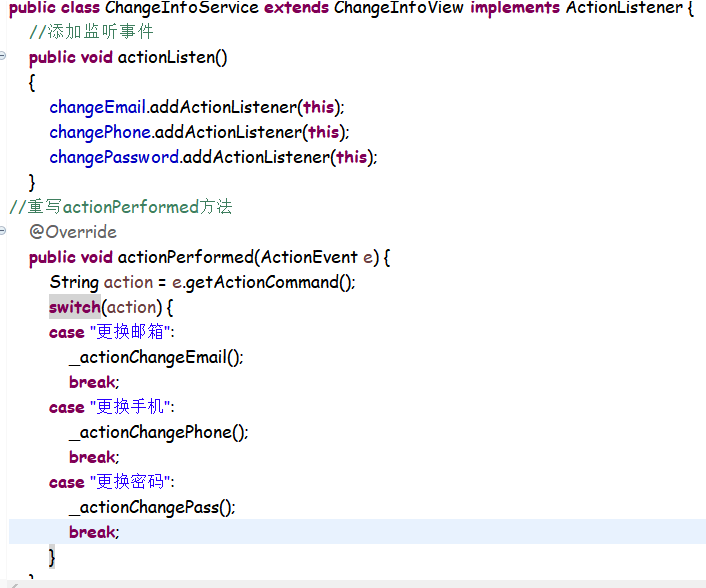 public class ChangeInfoService extends ChangeInfoView implements ActionListener {
//添加监听事件
public void actionListen()
{
changeEmail.addActionListener(this);
changePhone.addActionListener(this);
changePassword.addActionListener(this);
}
//重写actionPerformed方法
@Override
public void actionPerformed(ActionEvent e) {
String action = e.getActionCommand();
switch(action) {
case "更换邮箱":
_actionChangeEmail();
break;
case "更换手机":
_actionChangePhone();
break;
case "更换密码":
_actionChangePass();
break;
}
}